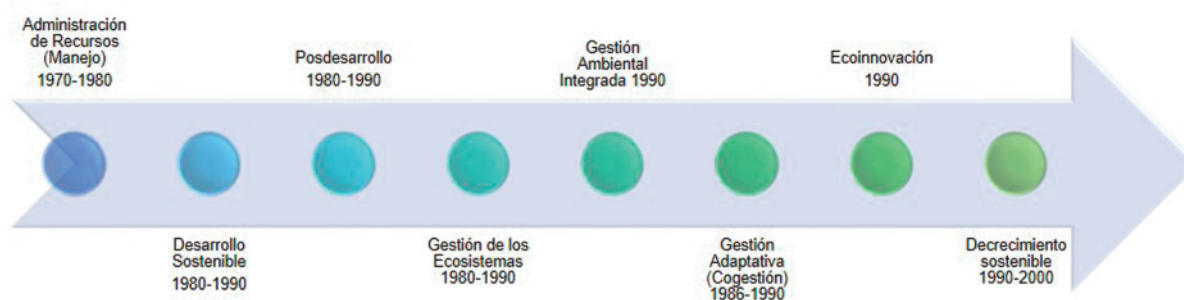 Administración
de Recursos
(Manejo)
1970-1980
Desarrollo
Sostenible
1980-1990
Posdesarrollo
1980-1990
Gestión de los
Ecosistemas
1980-1990
Gestión
Ambiental
Integrada 1990
Gestión
Adaptativa
(Cogestión)
1986-1990
Ecoinnovación
1990
Decrecimiento
sostenible
1990-2000